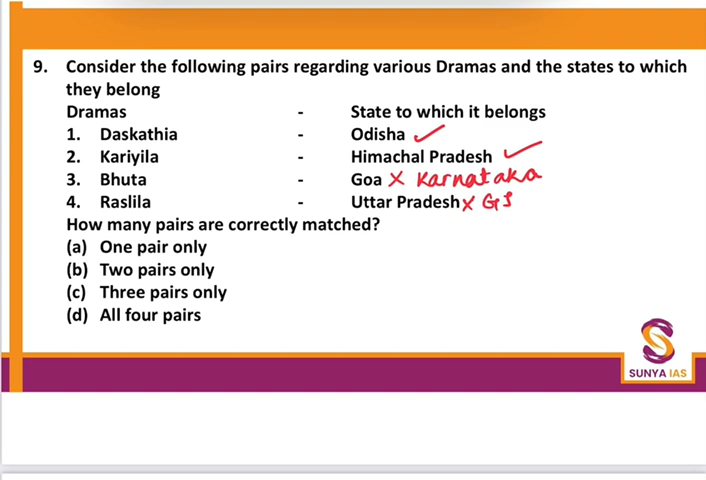 9. Consider the following pairs regarding various Dramas and the states to which
they belong
Dramas - State to which it belongs
1. Daskathia - Odisha
2. Kariyila - Himachal Pradesh
3. Bhuta - Goa x Karnataka
4. Raslila - Uttar Pradesh x GJ
How many pairs are correctly matched?
(a) One pair only
(b) Two pairs only
(c) Three pairs only
(d) All four pairs
SUNYA IAS